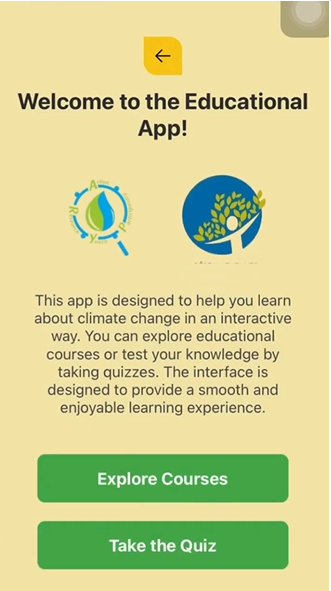 Welcome to the Educational
App!
This app is designed to help you learn
about climate change in an interactive
way. You can explore educational
courses or test your knowledge by
taking quizzes. The interface is
designed to provide a smooth and
enjoyable learning experience.
Explore Courses
Take the Quiz